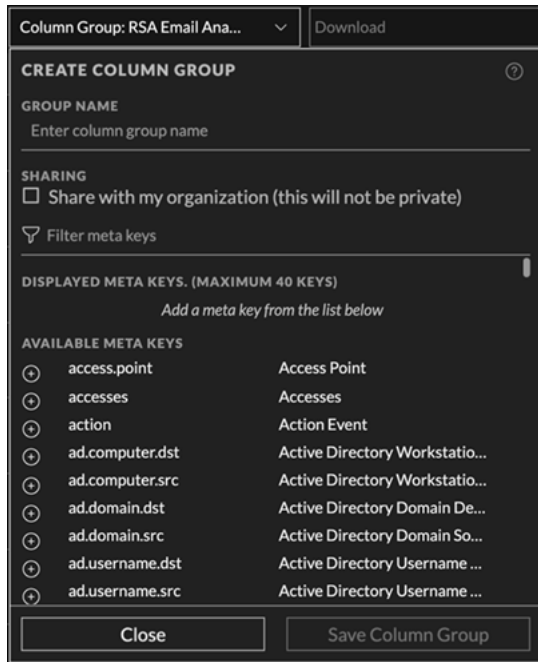 Column Group: RSA Email Ana...
Download
CREATE COLUMN GROUP
GROUP NAME
Enter column group name
SHARING
Share with my organization (this will not be private)
Filter meta keys
DISPLAYED META KEYS. (MAXIMUM 40 KEYS)
Add a meta key from the list below
AVAILABLE META KEYS
access.point Access Point
accesses Accesses
action Action Event
ad.computer.dst Active Directory Workstatio...
ad.computer.src Active Directory Workstatio...
ad.domain.dst Active Directory Domain De...
ad.domain.src Active Directory Domain So...
ad.username.dst Active Directory Username ...
ad.username.src Active Directory Username ...
Close
Save Column Group